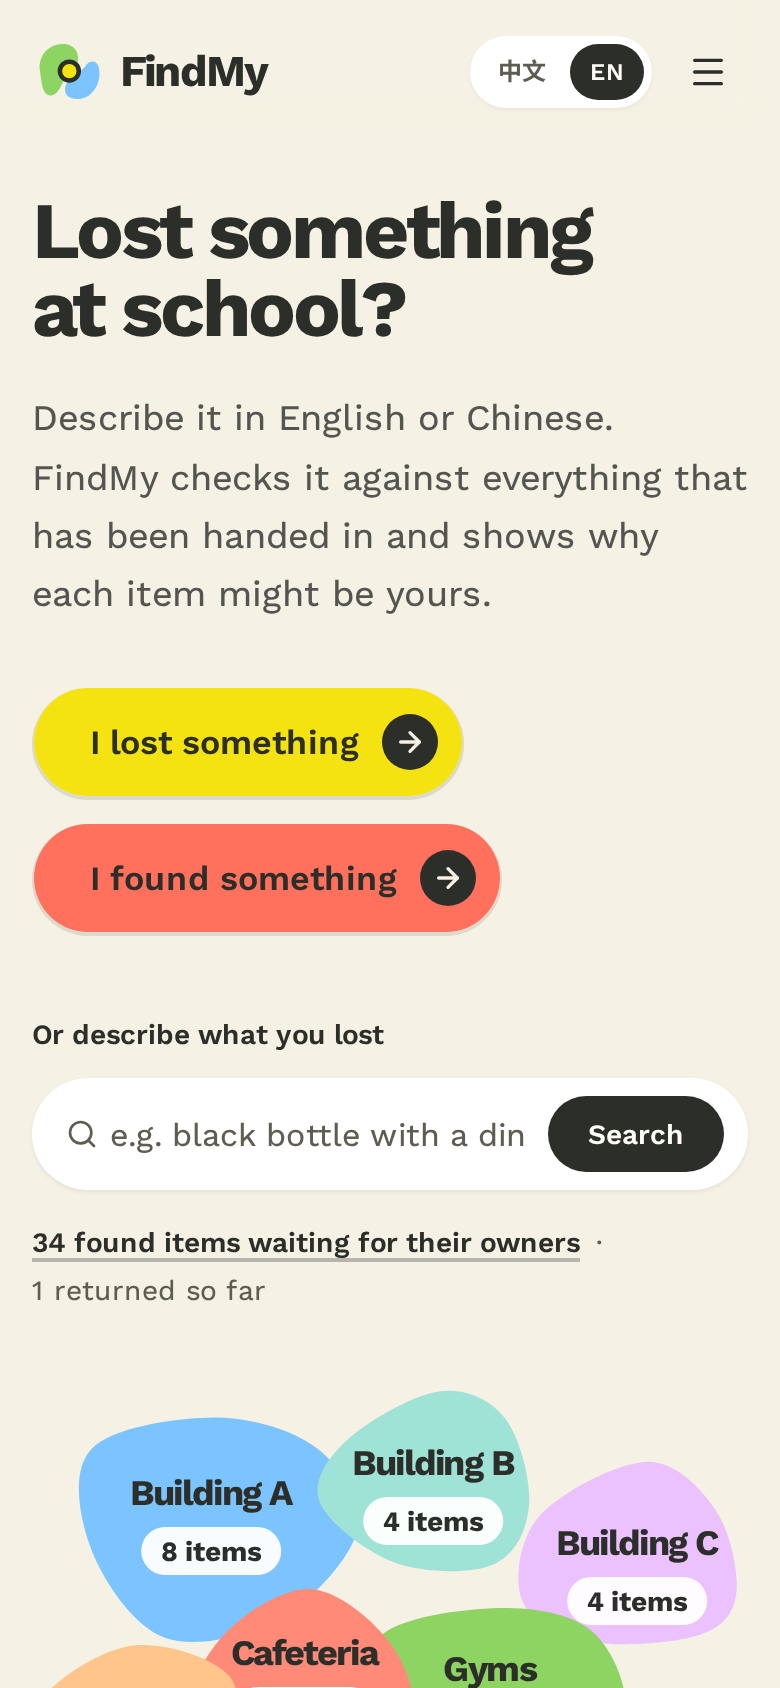 FindMy
中文 EN
Lost something
at school?
Describe it in English or Chinese.
FindMy checks it against everything that
has been handed in and shows why
each item might be yours.
I lost something
I found something
Or describe what you lost
e.g. black bottle with a din
Search
34 found items waiting for their owners ·
1 returned so far
Building A
8 items
Building B
4 items
Building C
4 items
Cafeteria
Gyms